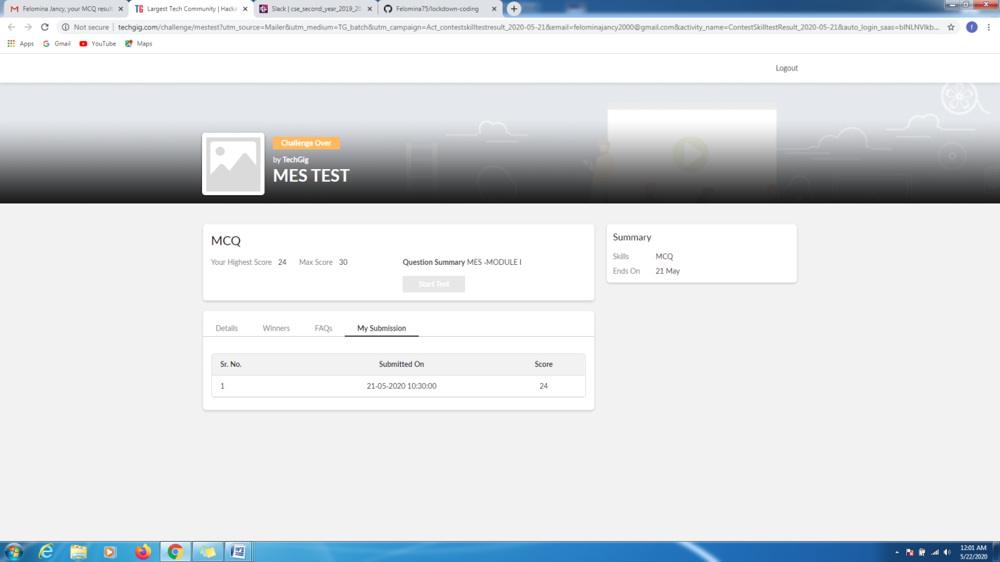 Felomina Jancy, your MCQ result
Largest Tech Community | Hacka
Slack | cse_second_year_2019_20
Felomina75/lockdown-coding
Not secure | techgig.com/challenge/mestest?utm_source=Mailer&utm_medium=TG_batch&utm_campaign=Act_contestskilltestresult_2020-05-21&email=felominajancy2000@gmail.com&activity_name=ContestSkilltestResult_2020-05-21&auto_login_saas=blNLNVlkb...
f
Apps Gmail YouTube Maps
Logout
Challenge Over
by TechGig
MES TEST
MCQ
Your Highest Score 24 Max Score 30
Question Summary MES -MODULE I
Start Test
Summary
Skills MCQ
Ends On 21 May
Details Winners FAQs My Submission
Sr. No. Submitted On Score
1 21-05-2020 10:30:00 24
12:01 AM
5/22/2020